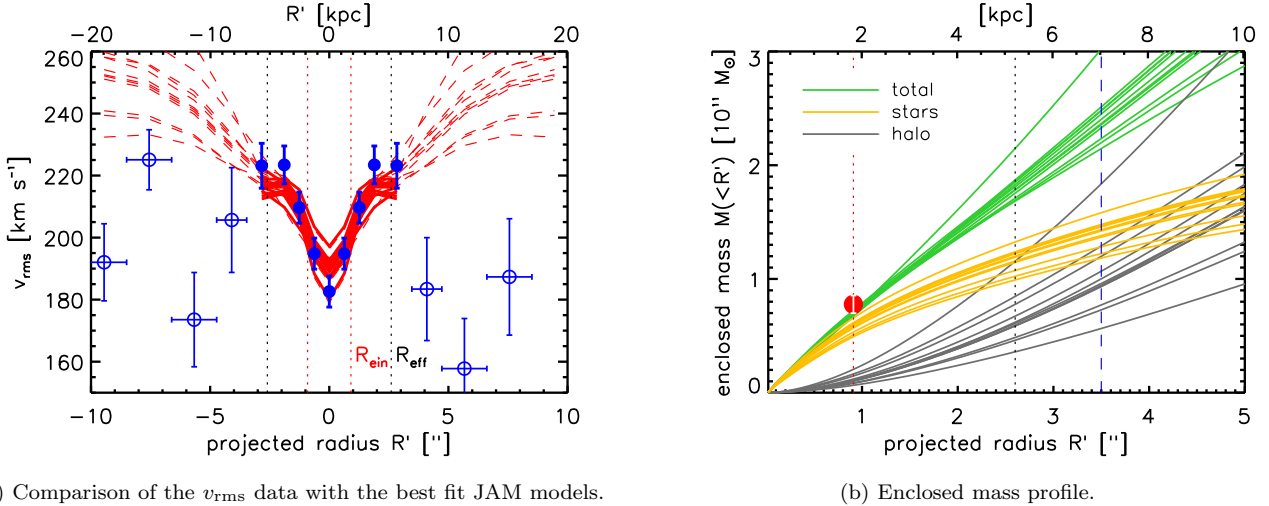 R' [kpc]
-20 -10 0 10 20
260
240
220
200
180
160
v_rms [km s⁻¹]
R_ein R_eff
-10 -5 0 5 10
projected radius R' ["]
) Comparison of the v_rms data with the best fit JAM models.
[kpc]
2 4 6 8 10
3
2
1
0
enclosed mass M(<R') [10¹¹ M_⊙]
total
stars
halo
1 2 3 4 5
projected radius R' ["]
(b) Enclosed mass profile.